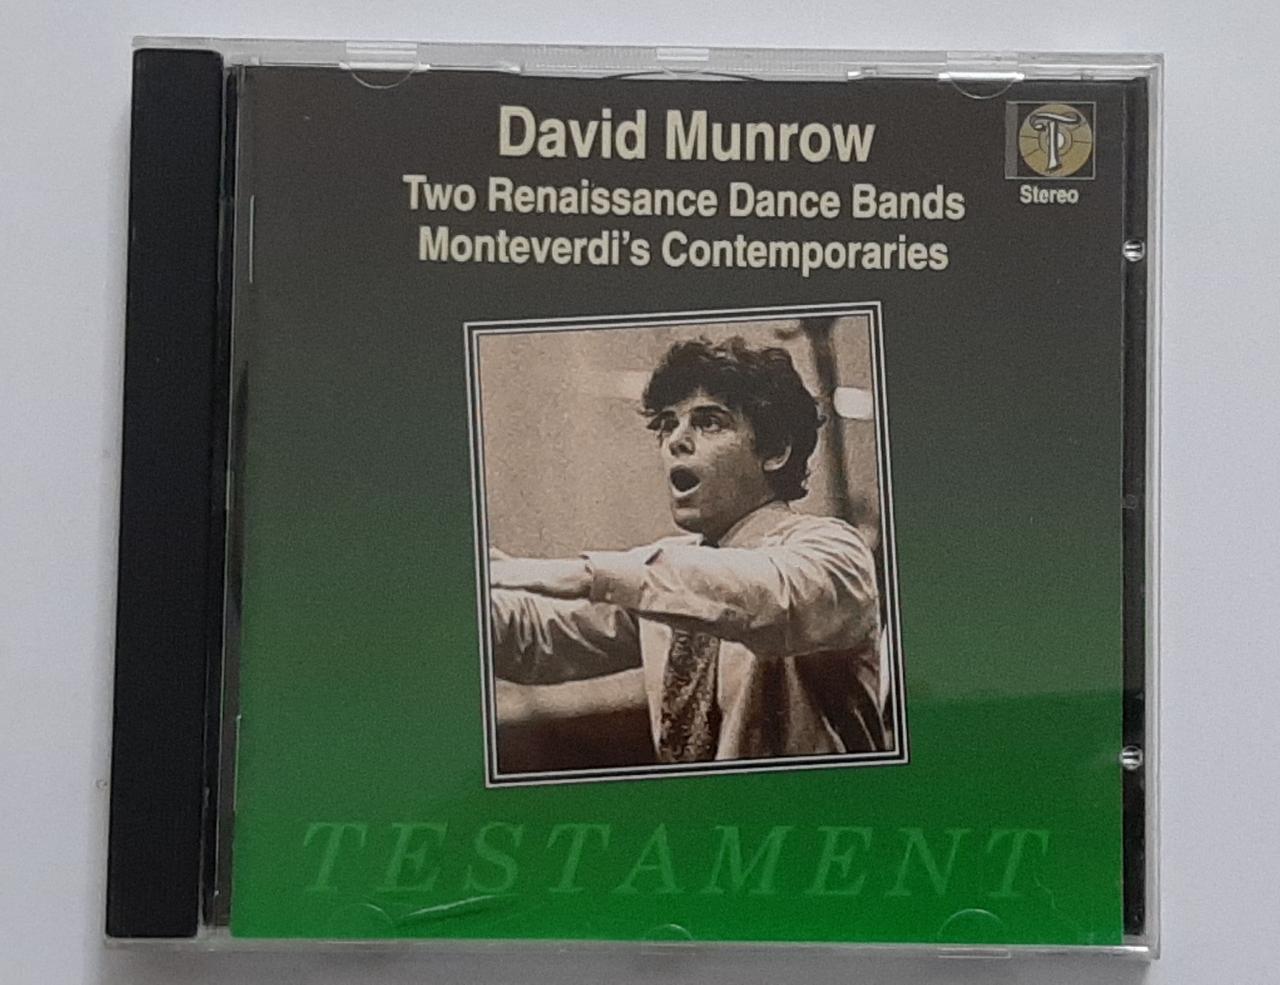 David Munrow
Two Renaissance Dance Bands
Monteverdi's Contemporaries
T
Stereo
TESTAMENT